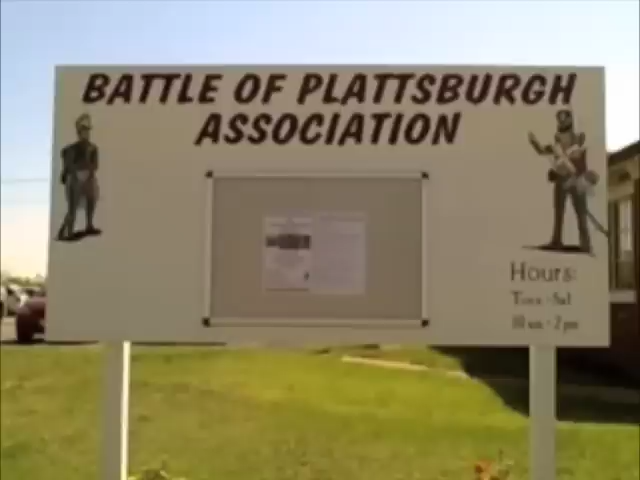 BATTLE OF PLATTSBURGH
ASSOCIATION
Hours:
Tues - Sat
10 am - 2 pm